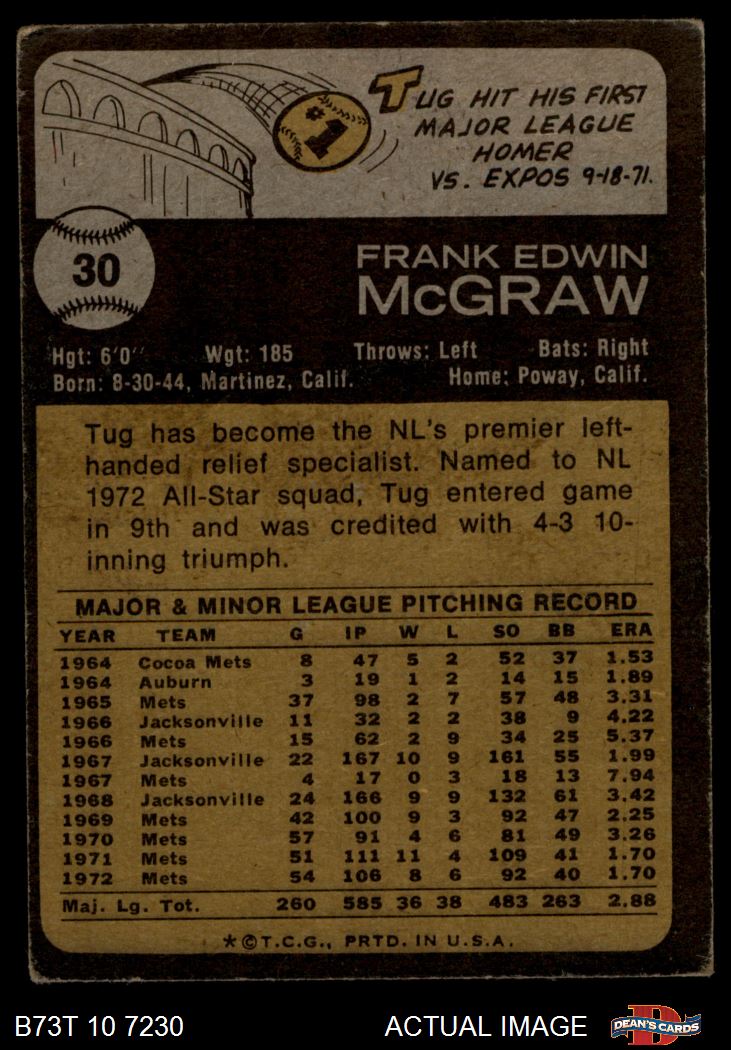 TUG HIT HIS FIRST
MAJOR LEAGUE
HOMER
VS. EXPOS 9-18-71.
#1
30
FRANK EDWIN
McGRAW
Hgt: 6'0" Wgt: 185 Throws: Left Bats: Right
Born: 8-30-44, Martinez, Calif. Home: Poway, Calif.
Tug has become the NL's premier left-
handed relief specialist. Named to NL
1972 All-Star squad, Tug entered game
in 9th and was credited with 4-3 10-
inning triumph.
MAJOR & MINOR LEAGUE PITCHING RECORD
YEAR TEAM G IP W L SO BB ERA
1964 Cocoa Mets 8 47 5 2 52 37 1.53
1964 Auburn 3 19 1 2 14 15 1.89
1965 Mets 37 98 2 7 57 48 3.31
1966 Jacksonville 11 32 2 2 38 9 4.22
1966 Mets 15 62 2 9 34 25 5.37
1967 Jacksonville 22 167 10 9 161 55 1.99
1967 Mets 4 17 0 3 18 13 7.94
1968 Jacksonville 24 166 9 9 132 61 3.42
1969 Mets 42 100 9 3 92 47 2.25
1970 Mets 57 91 4 6 81 49 3.26
1971 Mets 51 111 11 4 109 41 1.70
1972 Mets 54 106 8 6 92 40 1.70
Maj. Lg. Tot. 260 585 36 38 483 263 2.88
*©T.C.G., PRTD. IN U.S.A.
B73T 10 7230 ACTUAL IMAGE
D
DEAN'S CARDS